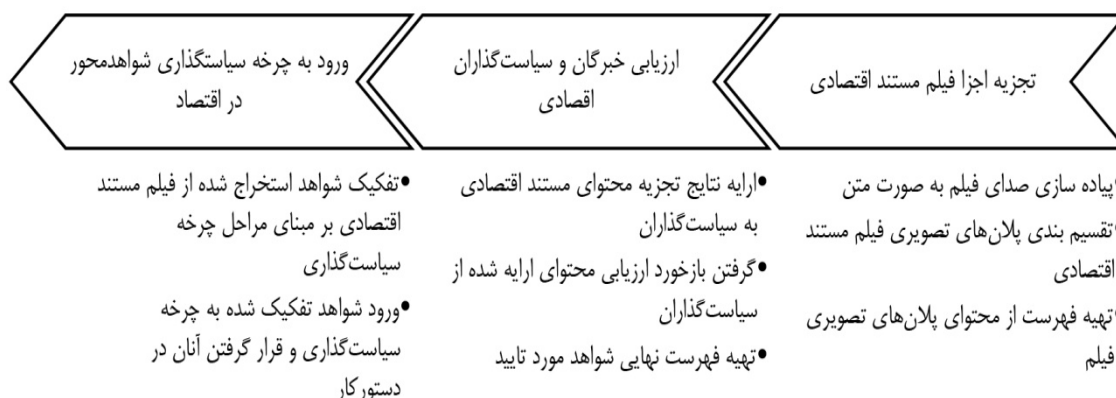 تجزیه اجزا فیلم مستند اقتصادی
•پیاده سازی صدای فیلم به صورت متن
•تقسیم بندی پلان‌های تصویری فیلم مستند
اقتصادی
•تهیه فهرست از محتوای پلان‌های تصویری
فیلم
ارزیابی خبرگان و سیاست‌گذاران
اقصادی
•ارایه نتایج تجزیه محتوای مستند اقتصادی
به سیاست‌گذاران
•گرفتن بازخورد ارزیابی محتوای ارایه شده از
سیاست‌گذاران
•تهیه فهرست نهایی شواهد مورد تایید
ورود به چرخه سیاستگذاری شواهدمحور
در اقتصاد
•تفکیک شواهد استخراج شده از فیلم مستند
اقتصادی بر مبنای مراحل چرخه
سیاست‌گذاری
•ورود شواهد تفکیک شده به چرخه
سیاست‌گذاری و قرار گرفتن آنان در
دستورکار